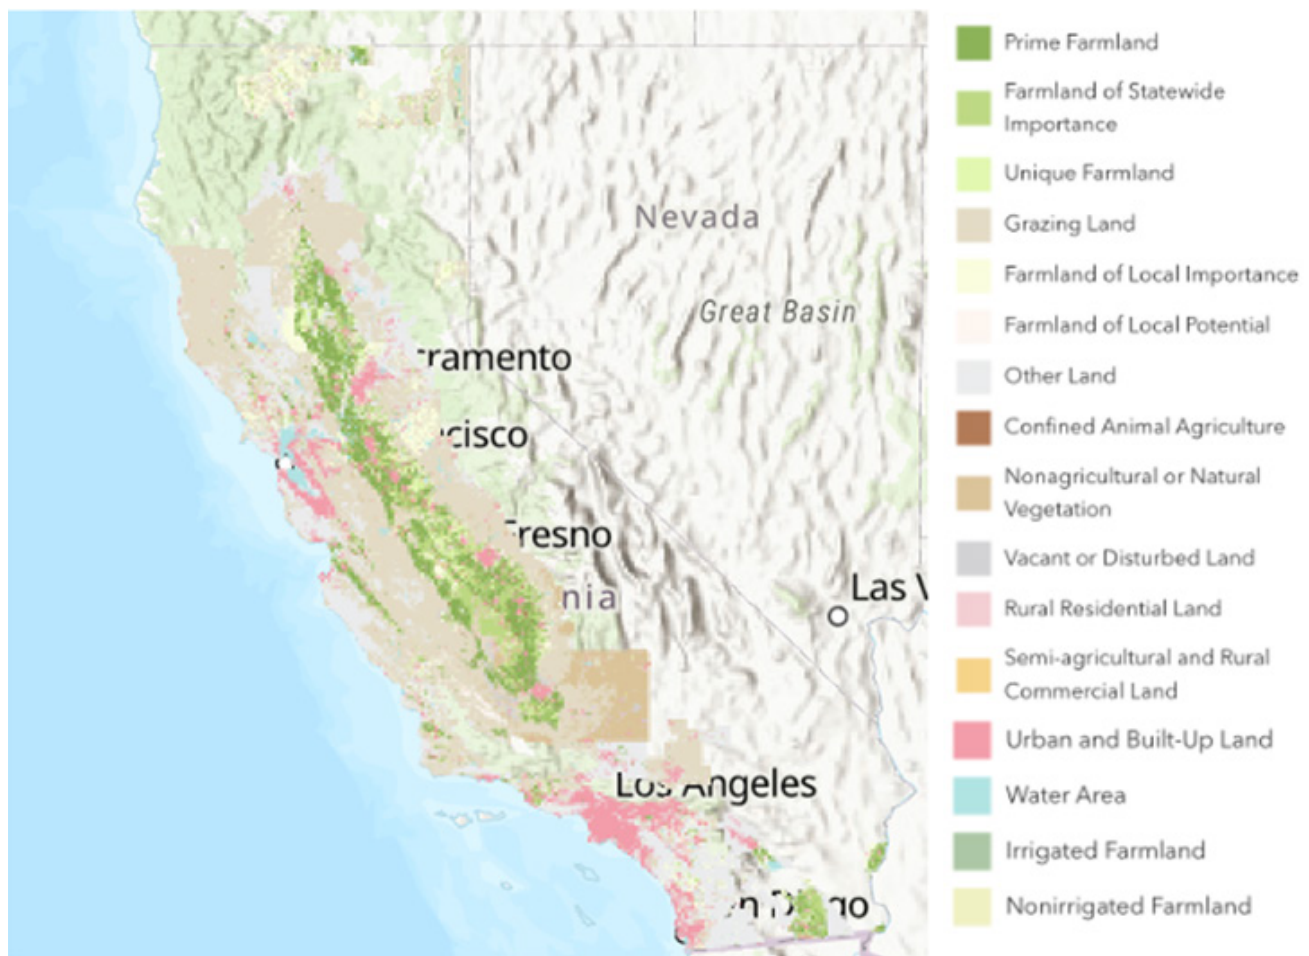 Nevada
Great Basin
cramento
cisco
Fresno
nia
Las V
Los Angeles
n Diego
Prime Farmland
Farmland of Statewide
Importance
Unique Farmland
Grazing Land
Farmland of Local Importance
Farmland of Local Potential
Other Land
Confined Animal Agriculture
Nonagricultural or Natural
Vegetation
Vacant or Disturbed Land
Rural Residential Land
Semi-agricultural and Rural
Commercial Land
Urban and Built-Up Land
Water Area
Irrigated Farmland
Nonirrigated Farmland